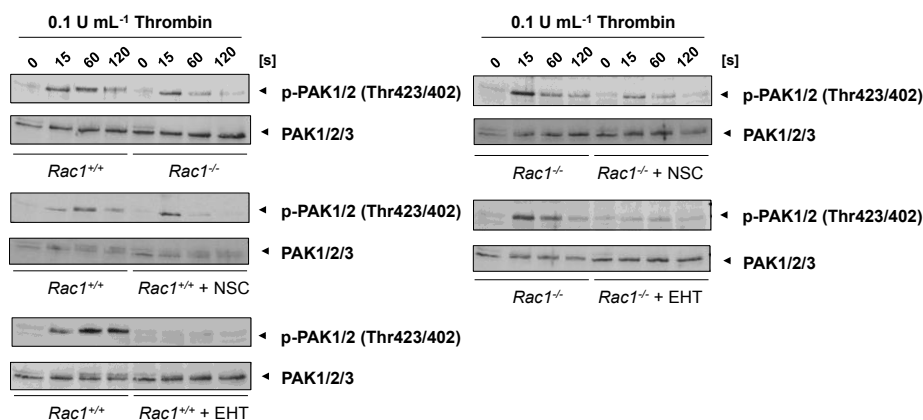 0.1 U mL⁻¹ Thrombin
0 15 60 120 0 15 60 120 [s]
p-PAK1/2 (Thr423/402)
PAK1/2/3
Rac1⁺/⁺ Rac1⁻/⁻
p-PAK1/2 (Thr423/402)
PAK1/2/3
Rac1⁺/⁺ Rac1⁺/⁺ + NSC
p-PAK1/2 (Thr423/402)
PAK1/2/3
Rac1⁺/⁺ Rac1⁺/⁺ + EHT
0.1 U mL⁻¹ Thrombin
0 15 60 120 0 15 60 120 [s]
p-PAK1/2 (Thr423/402)
PAK1/2/3
Rac1⁻/⁻ Rac1⁻/⁻ + NSC
p-PAK1/2 (Thr423/402)
PAK1/2/3
Rac1⁻/⁻ Rac1⁻/⁻ + EHT